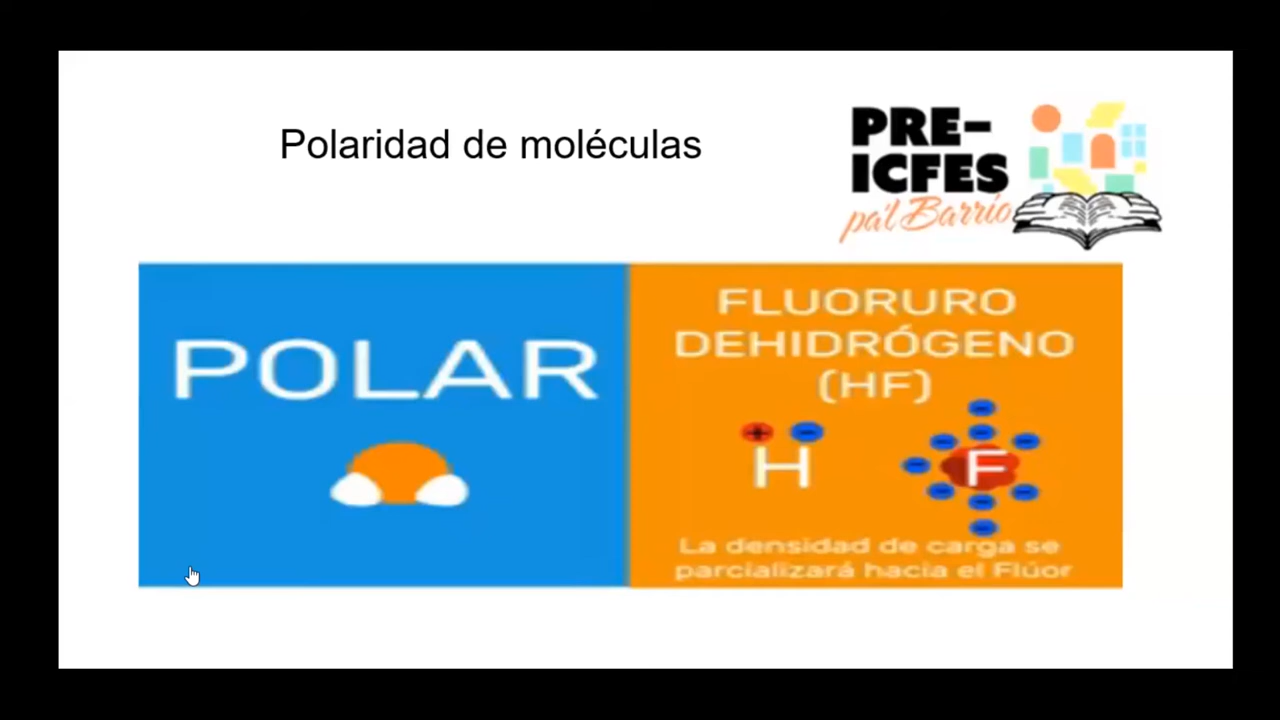 Polaridad de moléculas
PRE-
ICFES
pa'l Barrio
POLAR
FLUORURO
DEHIDRÓGENO
(HF)
+ -
H
F
La densidad de carga se
parcializará hacia el Flúor